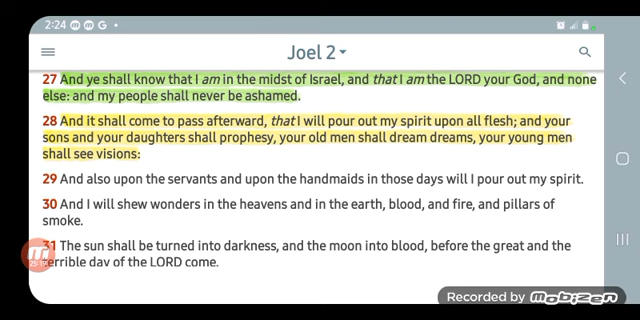 2:24
Joel 2
27 And ye shall know that I am in the midst of Israel, and that I am the LORD your God, and none
else: and my people shall never be ashamed.
28 And it shall come to pass afterward, that I will pour out my spirit upon all flesh; and your
sons and your daughters shall prophesy, your old men shall dream dreams, your young men
shall see visions:
29 And also upon the servants and upon the handmaids in those days will I pour out my spirit.
30 And I will shew wonders in the heavens and in the earth, blood, and fire, and pillars of
smoke.
31 The sun shall be turned into darkness, and the moon into blood, before the great and the
terrible day of the LORD come.
Recorded by Mobizen